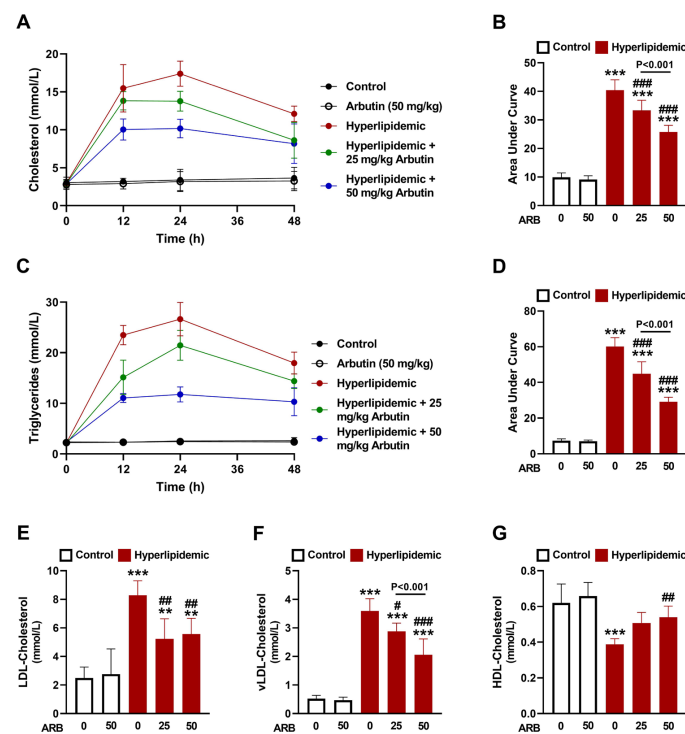 A
Cholesterol (mmol/L)
20
15
10
5
0
0 12 24 36 48
Time (h)
Control
Arbutin (50 mg/kg)
Hyperlipidemic
Hyperlipidemic +
25 mg/kg Arbutin
Hyperlipidemic
+50 mg/kg Arbutin
B
Control Hyperlipidemic
P<0.001
Area Under Curve
50
40
30
20
10
0
***
###
***
###
***
ARB 0 50 0 25 50
C
Triglycerides (mmol/L)
30
20
10
0
0 12 24 36 48
Time (h)
Control
Arbutin (50 mg/kg)
Hyperlipidemic
Hyperlipidemic + 25
mg/kg Arbutin
Hyperlipidemic + 50
mg/kg Arbutin
D
Control Hyperlipidemic
P<0.001
Area Under Curve
80
60
40
20
0
***
###
***
###
***
ARB 0 50 0 25 50
E
Control Hyperlipidemic
LDL-Cholesterol
(mmol/L)
10
8
6
4
2
0
***
##
**
##
**
ARB 0 50 0 25 50
F
Control Hyperlipidemic
P<0.001
vLDL-Cholesterol
(mmol/L)
5
4
3
2
1
0
***
#
***
###
***
ARB 0 50 0 25 50
G
Control Hyperlipidemic
HDL-Cholesterol
(mmol/L)
0.8
0.6
0.4
0.2
0.0
***
##
ARB 0 50 0 25 50